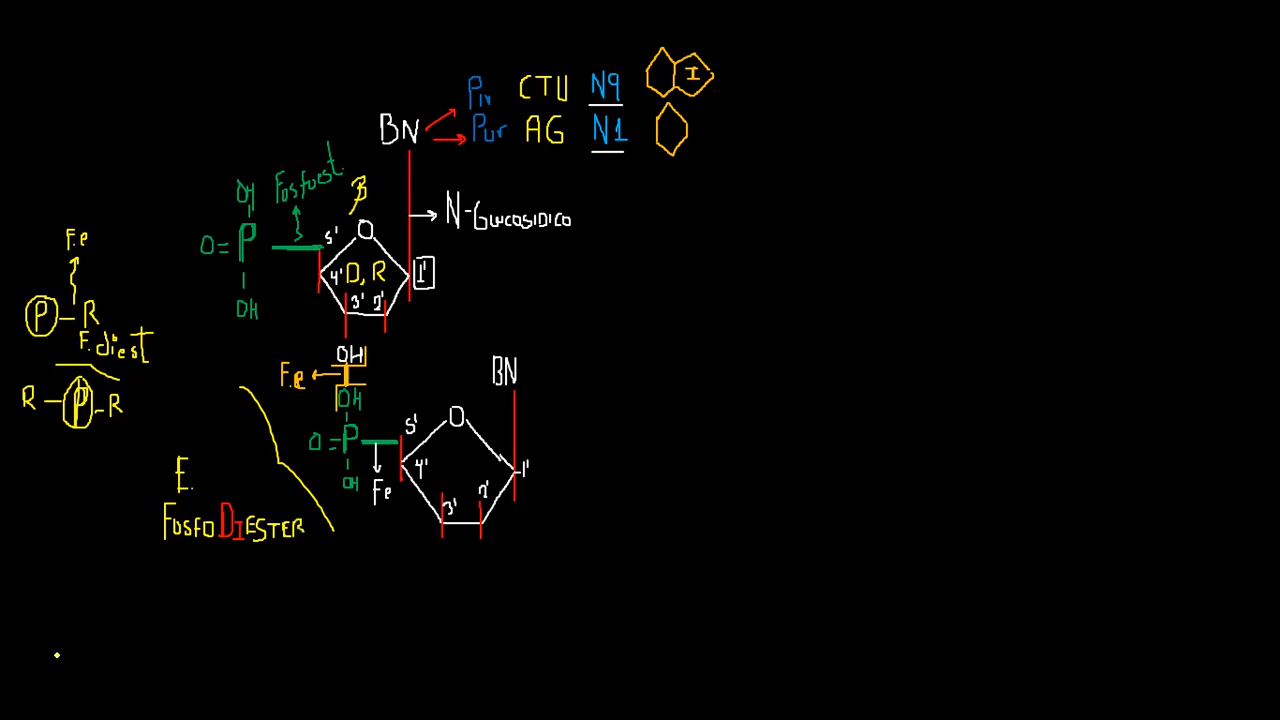 Pir CTU N9 I
BN Pur AG N1
OH Fosfoest. β
N-Glucosidico
F.e O=P 5' O
4' D, R 1'
OH 3' 2'
P-R
F.diest
OH BN
F.e
R-P-R OH
O=P 5' O
4' 1'
E. OH Fe 3' 2'
FosfoDiester